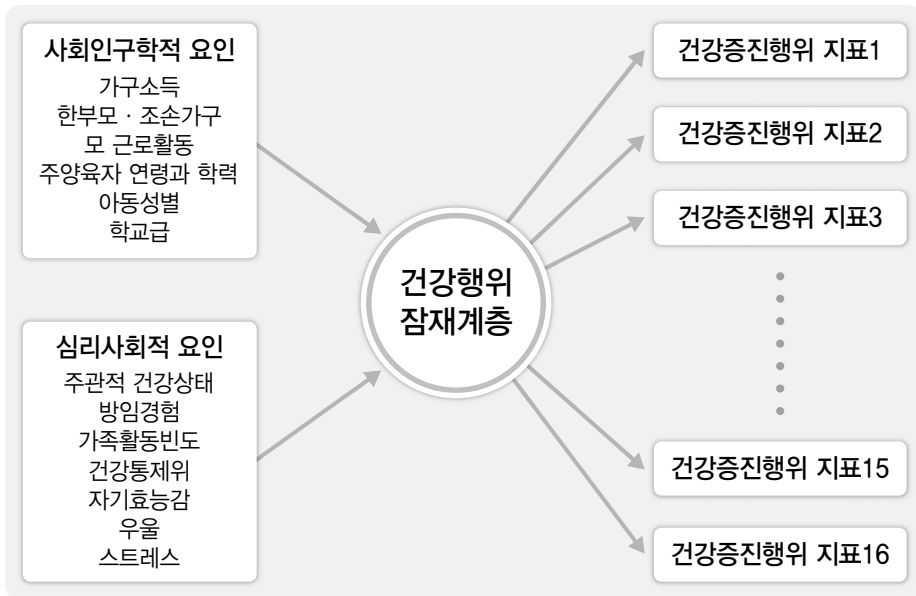 사회인구학적 요인
가구소득
한부모 · 조손가구
모 근로활동
주양육자 연령과 학력
아동성별
학교급
심리사회적 요인
주관적 건강상태
방임경험
가족활동빈도
건강통제위
자기효능감
우울
스트레스
건강행위
잠재계층
건강증진행위 지표1
건강증진행위 지표2
건강증진행위 지표3
건강증진행위 지표15
건강증진행위 지표16